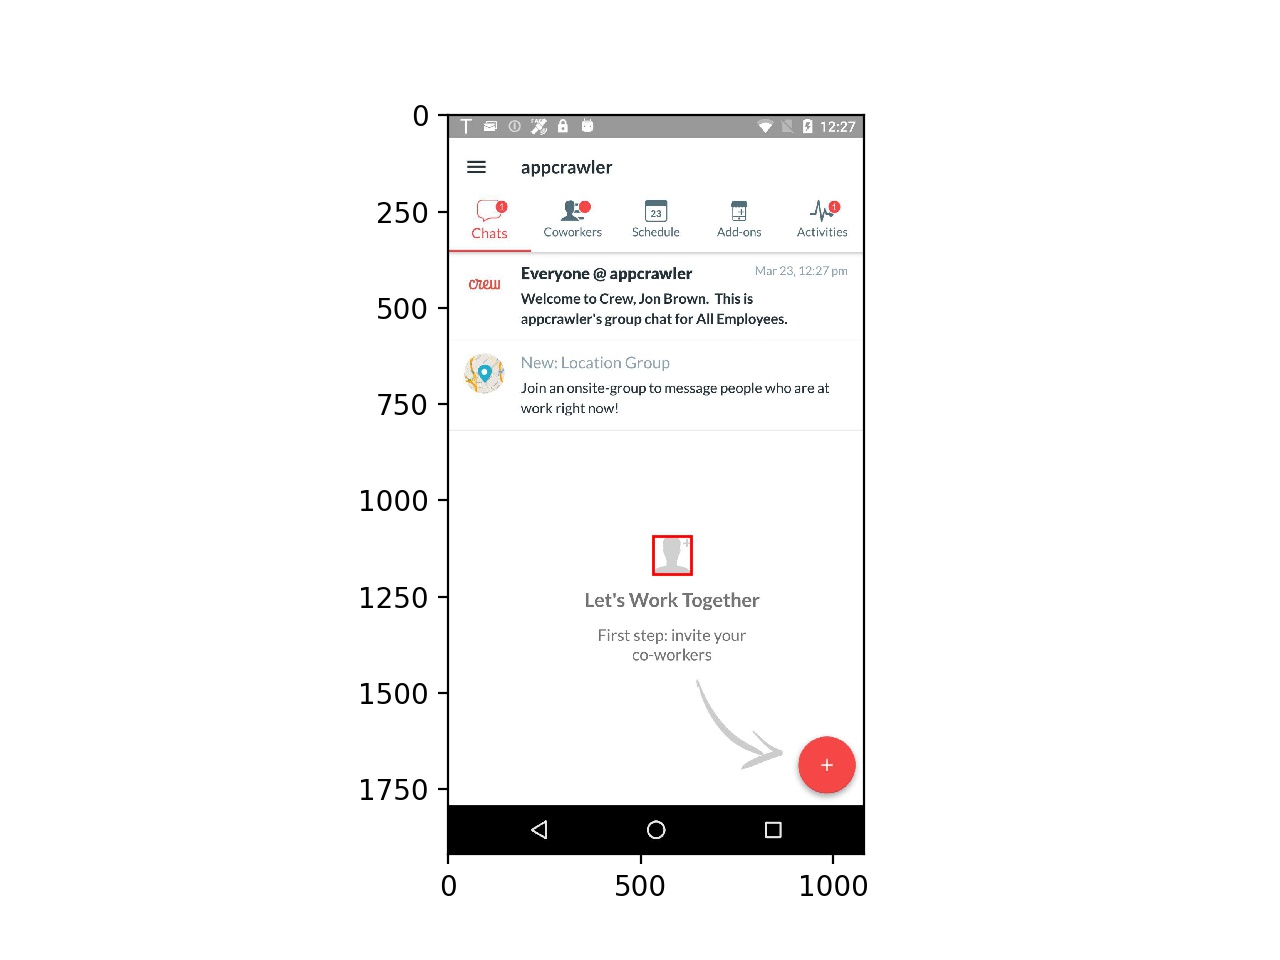 0
12:27
appcrawler
250
1
23
1
Chats
Coworkers
Schedule
Add-ons
Activities
Everyone @ appcrawler
Mar 23, 12:27 pm
crew
500
Welcome to Crew, Jon Brown. This is
appcrawler's group chat for All Employees.
New: Location Group
750
Join an onsite-group to message people who are at
work right now!
1000
1250
Let's Work Together
First step: invite your
co-workers
1500
1750
0
500
1000